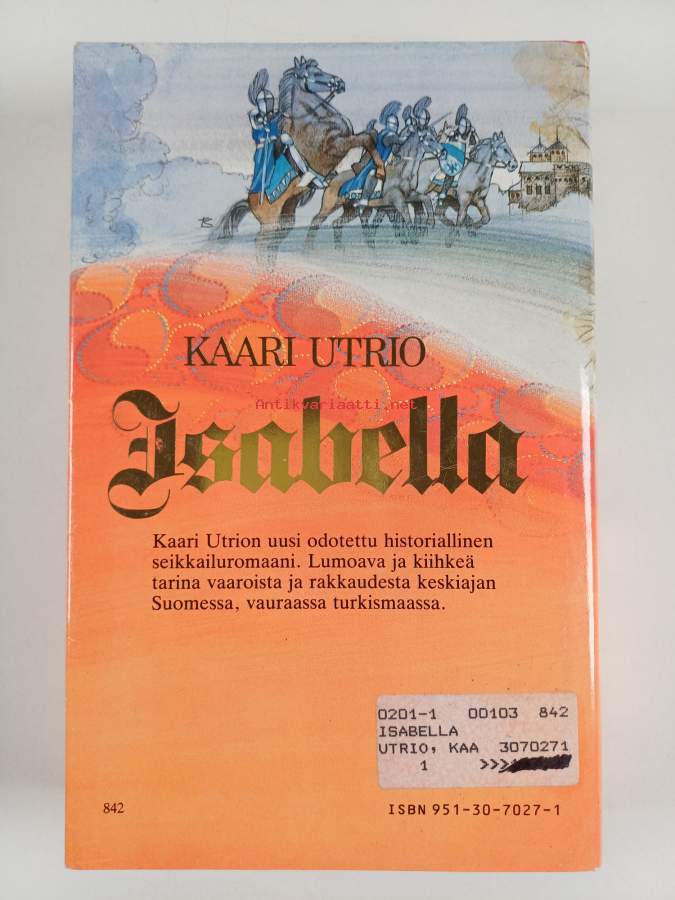 KAARI UTRIO
Antikvariaatti.net
Isabella
Kaari Utrion uusi odotettu historiallinen
seikkailuromaani. Lumoava ja kiihkeä
tarina vaaroista ja rakkaudesta keskiajan
Suomessa, vauraassa turkismaassa.
0201-1 00103 842
ISABELLA
UTRIO, KAA 3070271
1 >>>
842
ISBN 951-30-7027-1